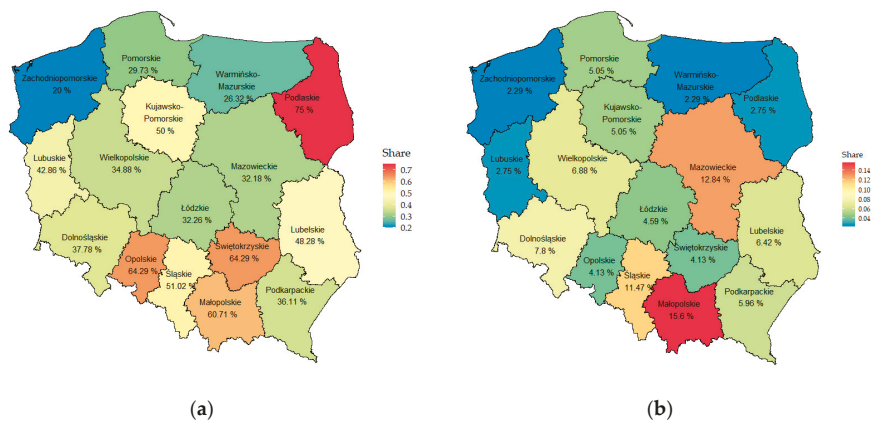 Pomorskie
29.73 %
Zachodniopomorskie
20 %
Warmińsko-
Mazurskie
26.32 %
Podlaskie
75 %
Kujawsko-
Pomorskie
50 %
Lubuskie
42.86 %
Wielkopolskie
34.88 %
Mazowieckie
32.18 %
Łódzkie
32.26 %
Dolnośląskie
37.78 %
Lubelskie
48.28 %
Opolskie
64.29 %
Śląskie
51.02 %
Świętokrzyskie
64.29 %
Małopolskie
60.71 %
Podkarpackie
36.11 %
Share
0.7
0.6
0.5
0.4
0.3
0.2
(a)
Pomorskie
5.05 %
Zachodniopomorskie
2.29 %
Warmińsko-
Mazurskie
2.29 %
Podlaskie
2.75 %
Kujawsko-
Pomorskie
5.05 %
Lubuskie
2.75 %
Wielkopolskie
6.88 %
Mazowieckie
12.84 %
Łódzkie
4.59 %
Dolnośląskie
7.8 %
Lubelskie
6.42 %
Opolskie
4.13 %
Śląskie
11.47 %
Świętokrzyskie
4.13 %
Małopolskie
15.6 %
Podkarpackie
5.96 %
Share
0.14
0.12
0.10
0.08
0.06
0.04
(b)